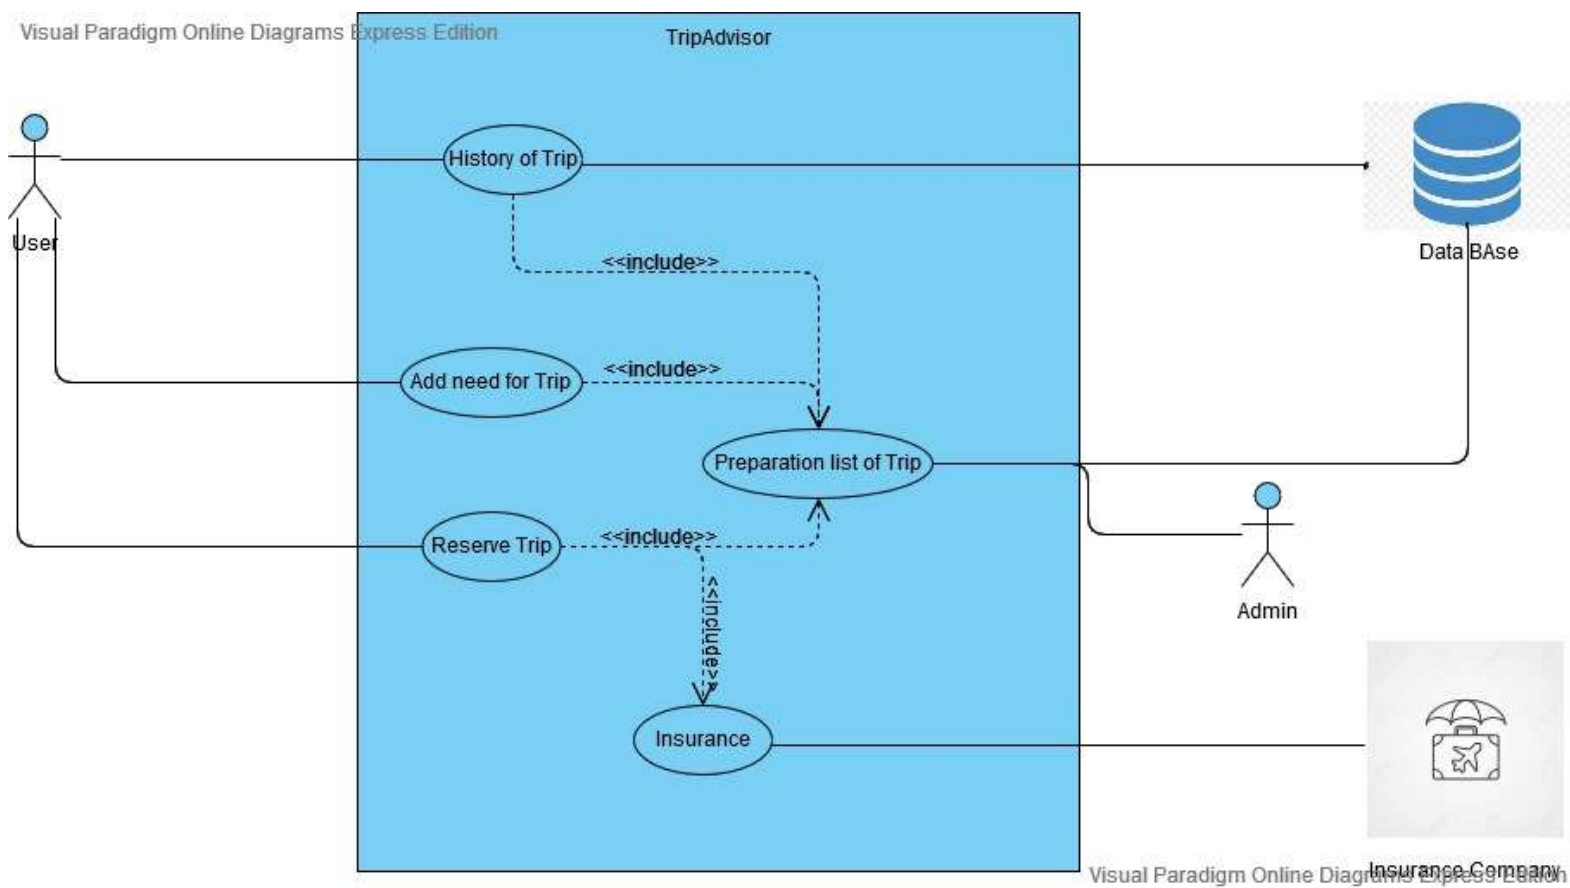 Visual Paradigm Online Diagrams Express Edition
TripAdvisor
History of Trip
User
Data BAse
<<include>>
<<include>>
Add need for Trip
Preparation list of Trip
<<include>>
Reserve Trip
<<include>>
Admin
Insurance
Insurance Company
Visual Paradigm Online Diagrams Express Edition